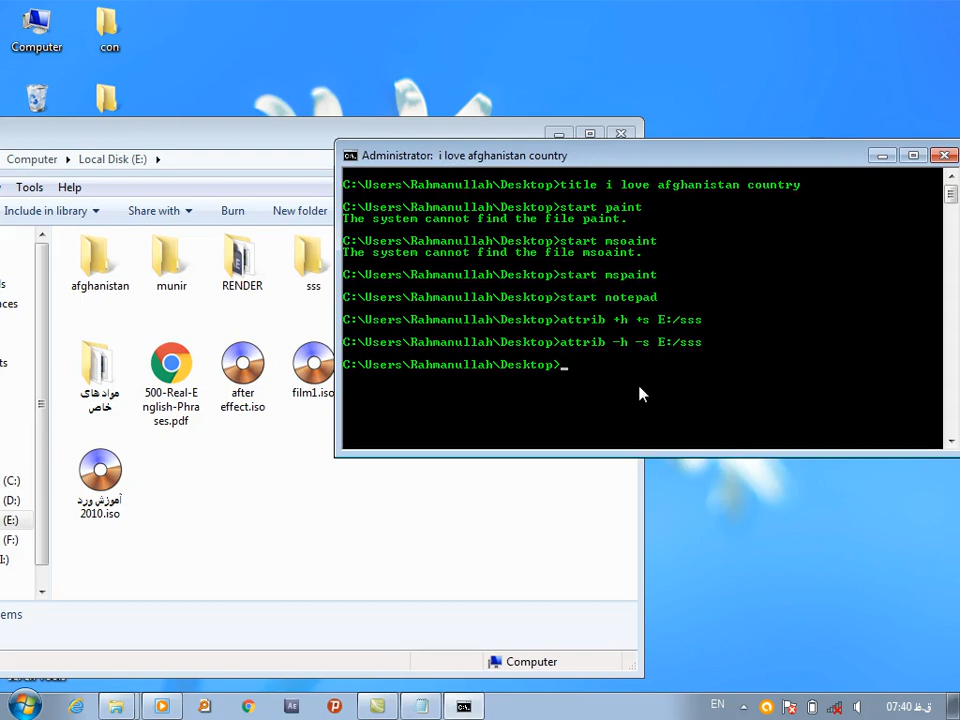 Computer
con
Computer ▸ Local Disk (E:) ▸
Tools Help
Include in library Share with Burn New folder
afghanistan
munir
RENDER
sss
مواد های
خاص
500-Real-E
nglish-Phra
ses.pdf
after
effect.iso
film1.iso
آموزش ورد
2010.iso
(C:)
(D:)
(E:)
(F:)
I:)
ems
Computer
Administrator: i love afghanistan country
C:\Users\Rahmanullah\Desktop>title i love afghanistan country
C:\Users\Rahmanullah\Desktop>start paint
The system cannot find the file paint.
C:\Users\Rahmanullah\Desktop>start msoaint
The system cannot find the file msoaint.
C:\Users\Rahmanullah\Desktop>start mspaint
C:\Users\Rahmanullah\Desktop>start notepad
C:\Users\Rahmanullah\Desktop>attrib +h +s E:/sss
C:\Users\Rahmanullah\Desktop>attrib -h -s E:/sss
C:\Users\Rahmanullah\Desktop>_
EN
07:40 ق.ظ